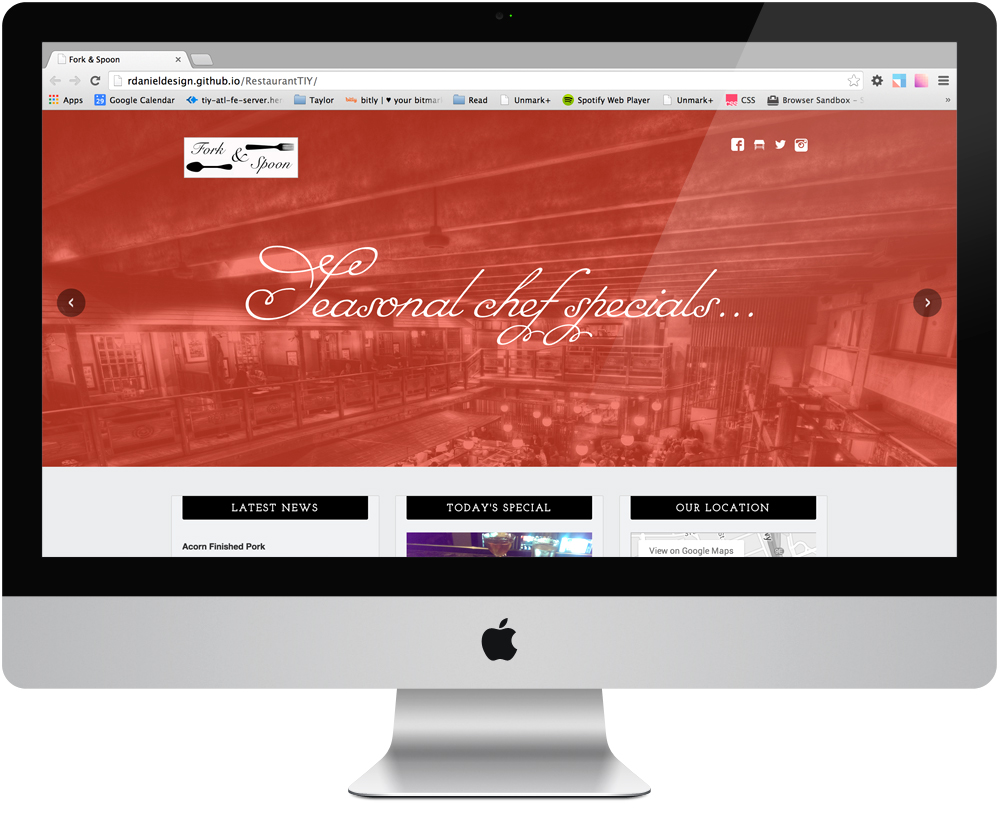 Fork & Spoon
rdanieldesign.github.io/RestaurantTIY/
Apps 29 Google Calendar tiy-atl-fe-server.her Taylor bitly | ♥ your bitmar Read Unmark+ Spotify Web Player Unmark+ CSS Browser Sandbox – S »
Fork & Spoon
Seasonal chef specials...
LATEST NEWS TODAY'S SPECIAL OUR LOCATION
Acorn Finished Pork
View on Google Maps